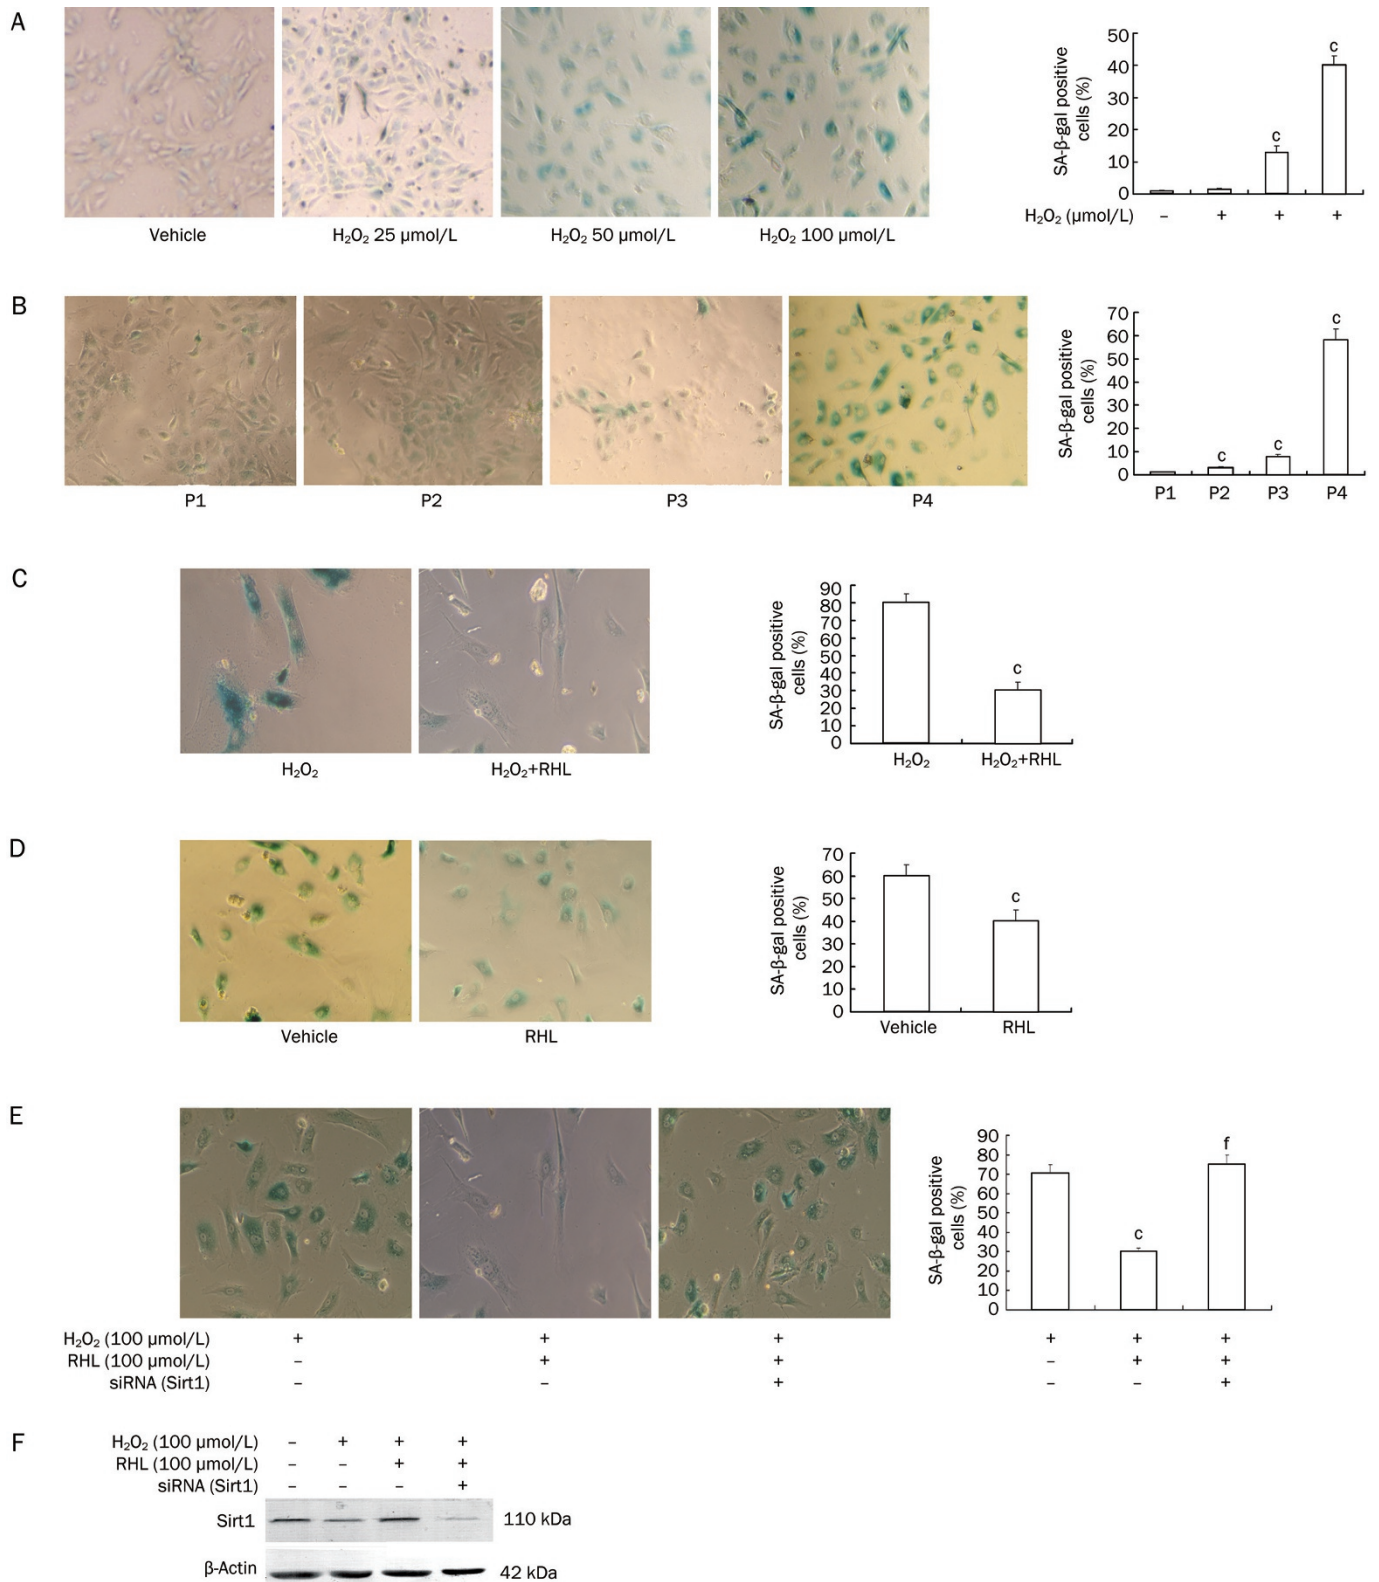 A
Vehicle
H₂O₂ 25 µmol/L
H₂O₂ 50 µmol/L
H₂O₂ 100 µmol/L
SA-β-gal positive
cells (%)
50
40
30
20
10
0
c
c
H₂O₂ (µmol/L) – + + +
B
P1
P2
P3
P4
SA-β-gal positive
cells (%)
70
60
50
40
30
20
10
0
c
c
c
P1 P2 P3 P4
C
H₂O₂
H₂O₂+RHL
SA-β-gal positive
cells (%)
90
80
70
60
50
40
30
20
10
0
c
H₂O₂ H₂O₂+RHL
D
Vehicle
RHL
SA-β-gal positive
cells (%)
70
60
50
40
30
20
10
0
c
Vehicle RHL
E
H₂O₂ (100 µmol/L) + + +
RHL (100 µmol/L) – + +
siRNA (Sirt1) – – +
SA-β-gal positive
cells (%)
90
80
70
60
50
40
30
20
10
0
c
f
+ + +
– + +
– – +
F
H₂O₂ (100 µmol/L) – + + +
RHL (100 µmol/L) – – + +
siRNA (Sirt1) – – – +
Sirt1 110 kDa
β-Actin 42 kDa